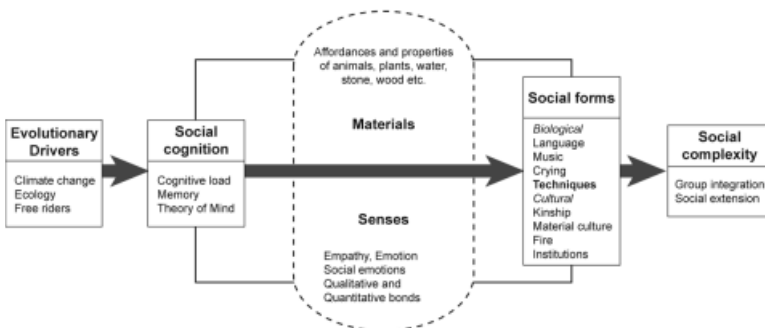 Evolutionary
Drivers
Climate change
Ecology
Free riders
Social
cognition
Cognitive load
Memory
Theory of Mind
Affordances and properties
of animals, plants, water,
stone, wood etc.
Materials
Senses
Empathy, Emotion
Social emotions
Qualitative and
Quantitative bonds
Social forms
Biological
Language
Music
Crying
Techniques
Cultural
Kinship
Material culture
Fire
Institutions
Social
complexity
Group integration
Social extension